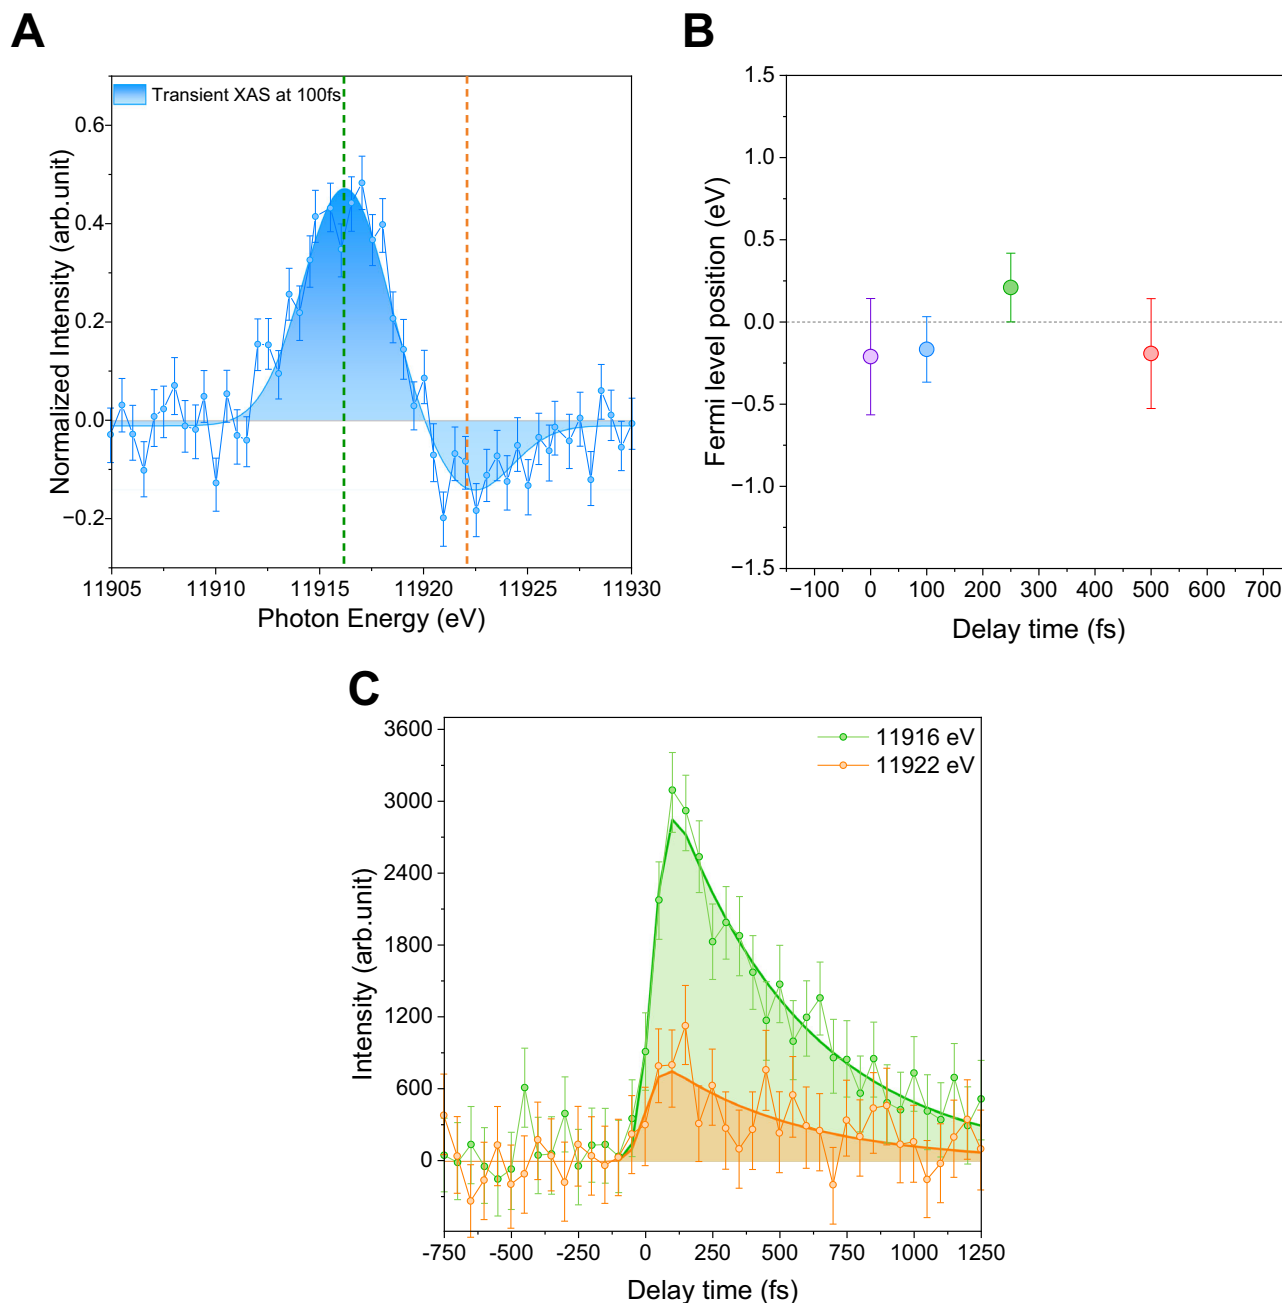 A
Transient XAS at 100fs
Normalized Intensity (arb.unit)
0.6
0.4
0.2
0.0
−0.2
11905 11910 11915 11920 11925 11930
Photon Energy (eV)
B
Fermi level position (eV)
1.5
1.0
0.5
0.0
−0.5
−1.0
−1.5
−100 0 100 200 300 400 500 600 700
Delay time (fs)
C
11916 eV
11922 eV
Intensity (arb.unit)
3600
3000
2400
1800
1200
600
0
-750 -500 -250 0 250 500 750 1000 1250
Delay time (fs)